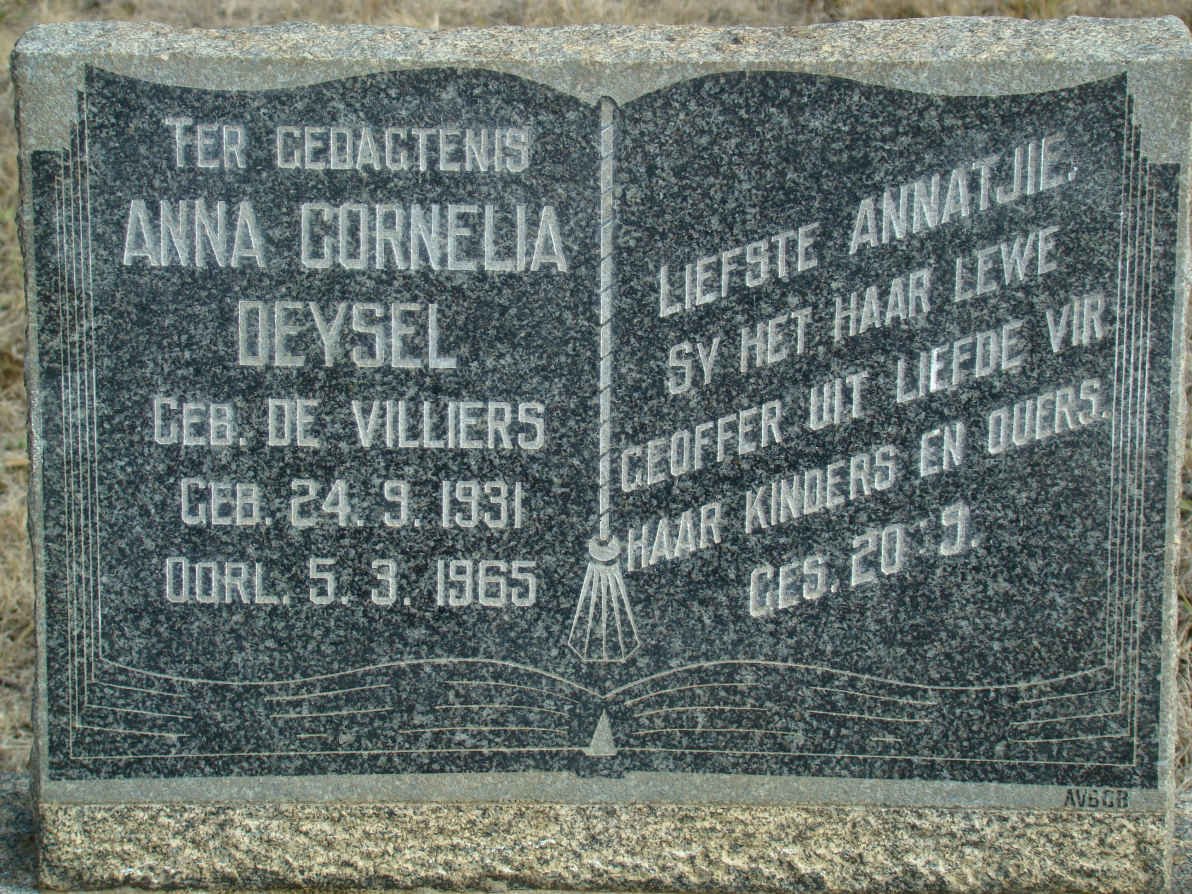 TER GEDAGTENIS
ANNA CORNELIA
DEYSEL
GEB. DE VILLIERS
GEB. 24. 9. 1931
OORL. 5. 3. 1965
LIEFSTE ANNATJIE.
SY HET HAAR LEWE
GEOFFER UIT LIEFDE VIR
HAAR KINDERS EN OUERS.
GES. 20:9.